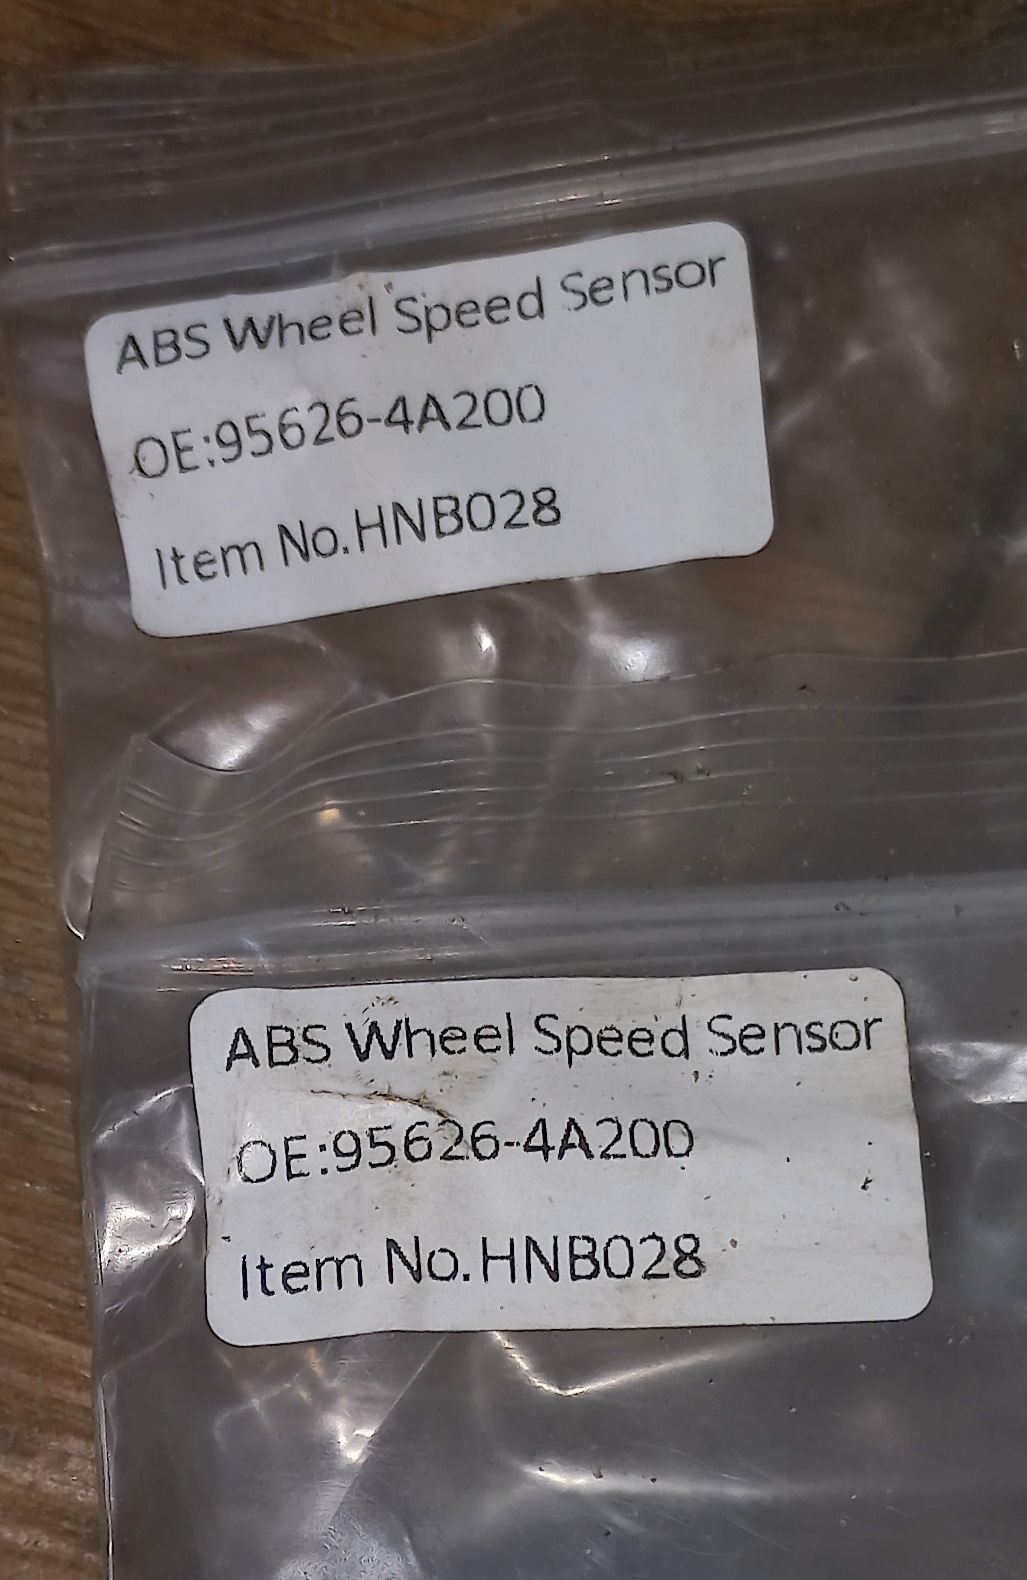 ABS Wheel Speed Sensor
OE:95626-4A200
Item No.HNB028
ABS Wheel Speed Sensor
OE:95626-4A200
Item No.HNB028